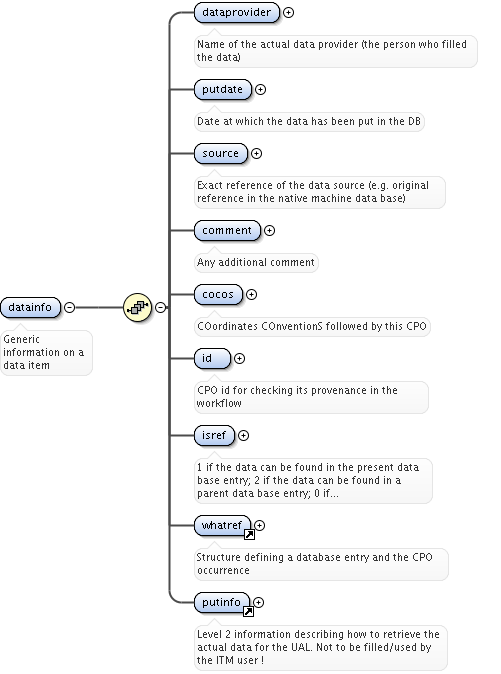 dataprovider
Name of the actual data provider (the person who filled
the data)
putdate
Date at which the data has been put in the DB
source
Exact reference of the data source (e.g. original
reference in the native machine data base)
comment
Any additional comment
cocos
COordinates COnventionS followed by this CPO
datainfo
Generic
information on a
data item
id
CPO id for checking its provenance in the
workflow
isref
1 if the data can be found in the present data
base entry; 2 if the data can be found in a
parent data base entry; 0 if...
whatref
Structure defining a database entry and the CPO
occurrence
putinfo
Level 2 information describing how to retrieve the
actual data for the UAL. Not to be filled/used by
the ITM user !